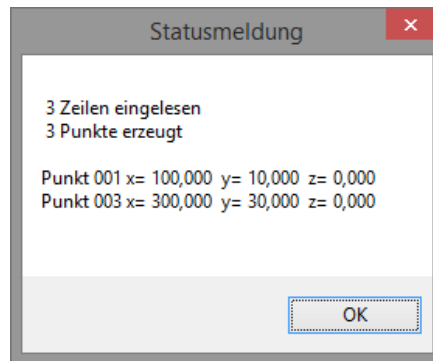 Statusmeldung
3 Zeilen eingelesen
3 Punkte erzeugt
Punkt 001 x= 100,000 y= 10,000 z= 0,000
Punkt 003 x= 300,000 y= 30,000 z= 0,000
OK